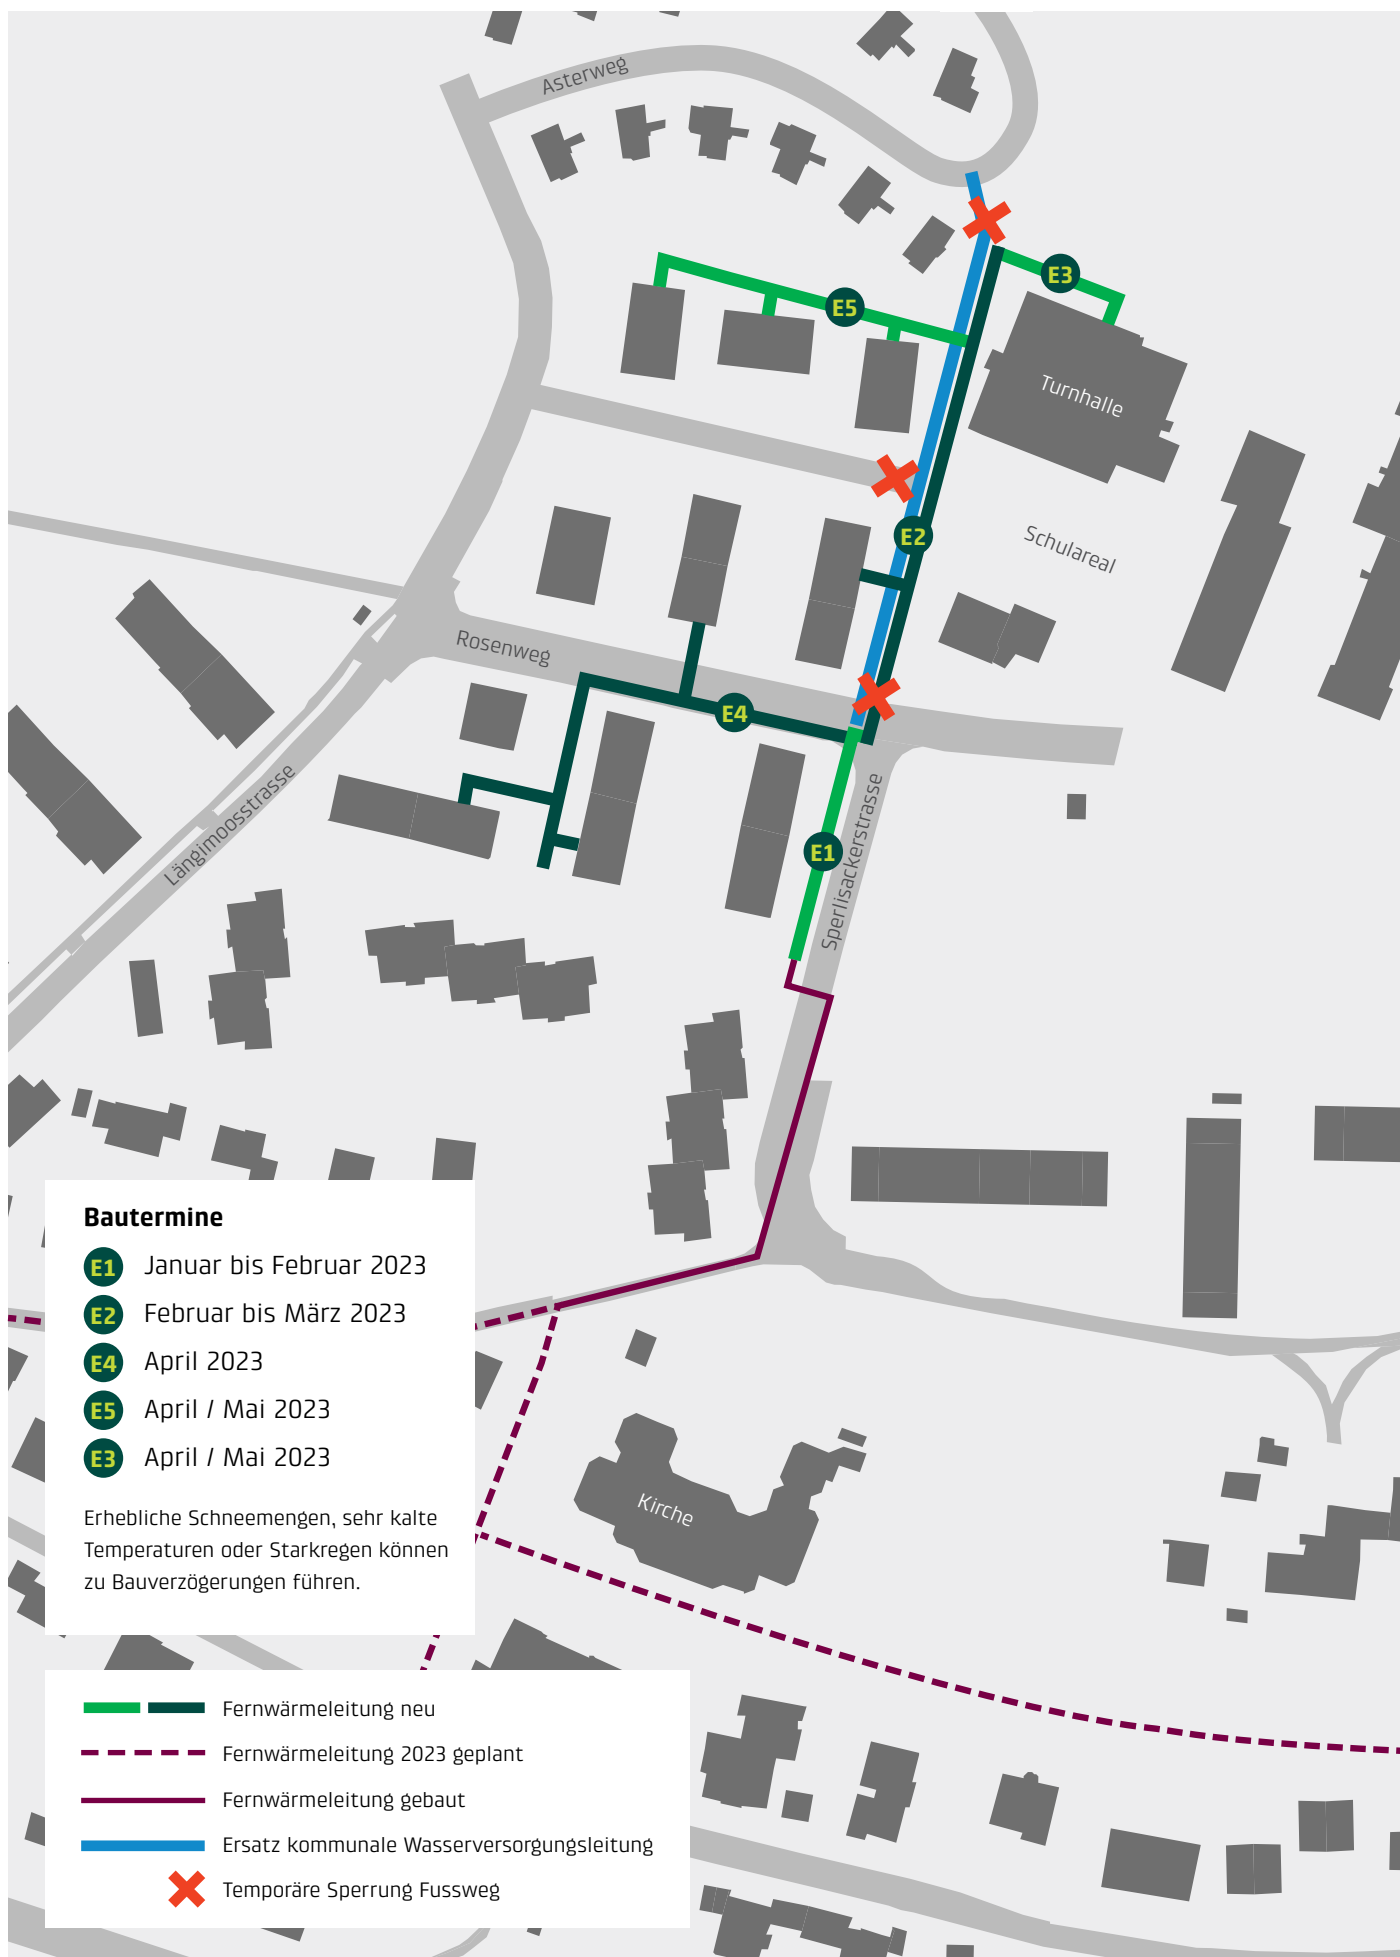 Asterweg
E3
E5
Turnhalle
E2
Schulareal
Rosenweg
E4
Längimoosstrasse
Sperlisackerstrasse
E1
Bautermine
E1 Januar bis Februar 2023
E2 Februar bis März 2023
E4 April 2023
E5 April / Mai 2023
E3 April / Mai 2023
Erhebliche Schneemengen, sehr kalte
Temperaturen oder Starkregen können
zu Bauverzögerungen führen.
Kirche
Fernwärmeleitung neu
Fernwärmeleitung 2023 geplant
Fernwärmeleitung gebaut
Ersatz kommunale Wasserversorgungsleitung
Temporäre Sperrung Fussweg